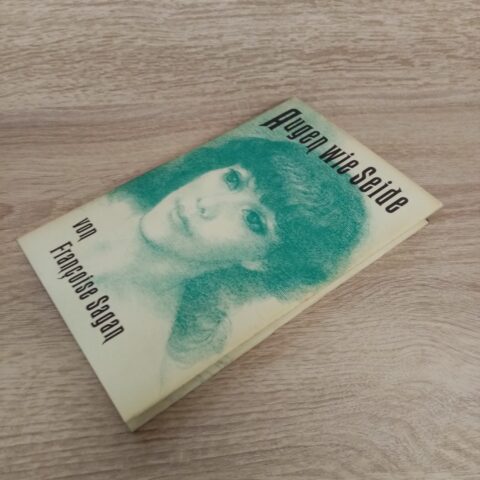 Augen wie Seide
von
Françoise Sagan